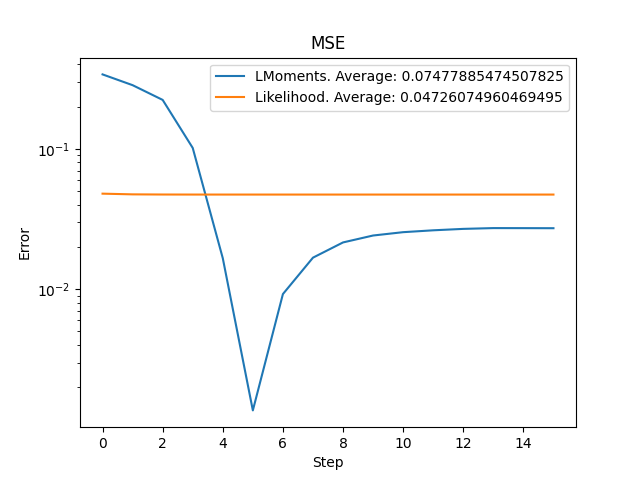 MSE
LMoments. Average: 0.07477885474507825
Likelihood. Average: 0.04726074960469495
10⁻¹
10⁻²
Error
0 2 4 6 8 10 12 14
Step